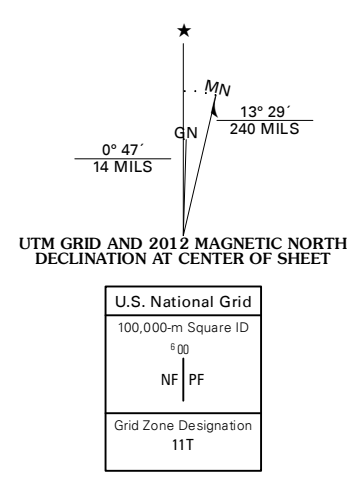 ★
MN
GN
13° 29´
240 MILS
0° 47´
14 MILS
UTM GRID AND 2012 MAGNETIC NORTH
DECLINATION AT CENTER OF SHEET
U.S. National Grid
100,000-m Square ID
6 00
NF PF
Grid Zone Designation
11T